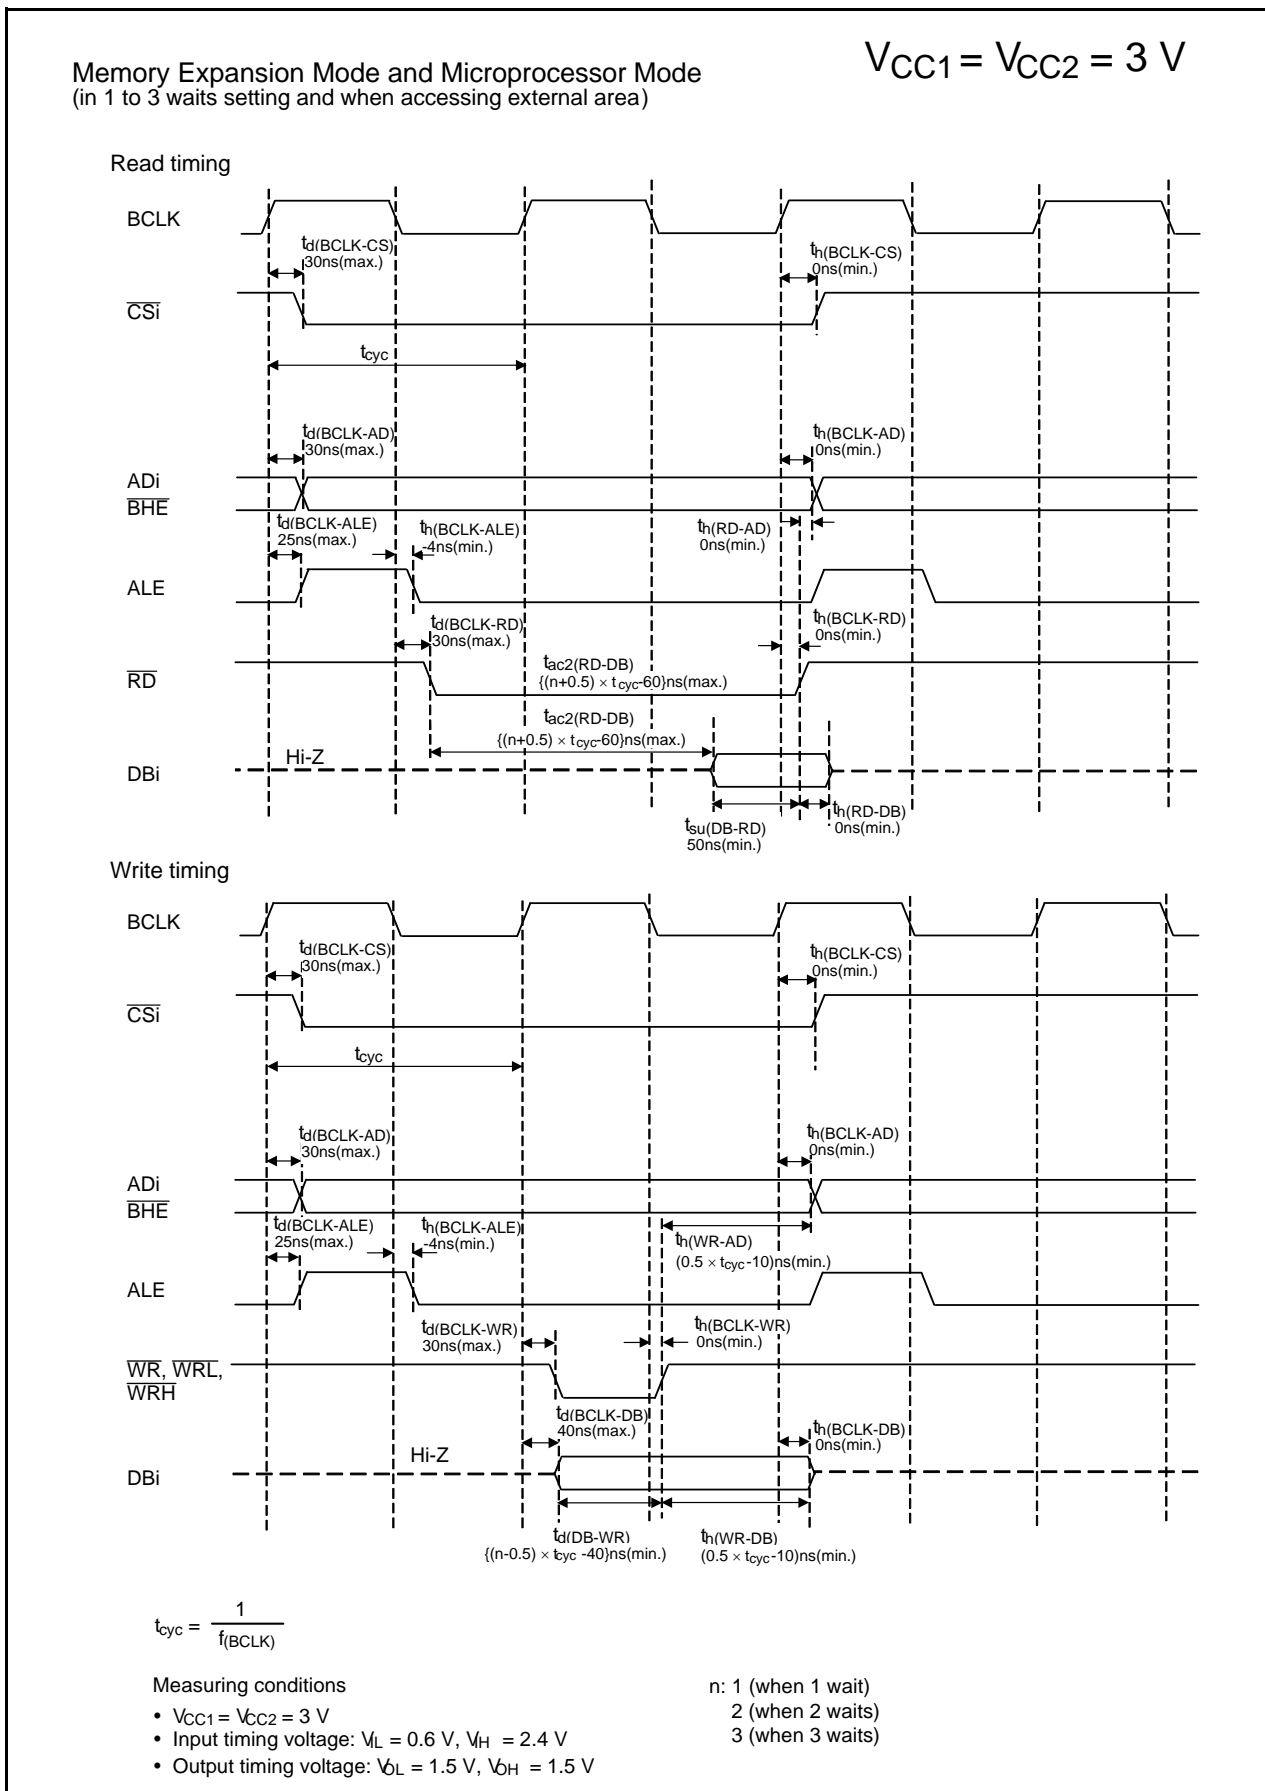 Memory Expansion Mode and Microprocessor Mode
(in 1 to 3 waits setting and when accessing external area)
VCC1 = VCC2 = 3 V
Read timing
BCLK
td(BCLK-CS)
30ns(max.)
th(BCLK-CS)
0ns(min.)
CSi
tcyc
td(BCLK-AD)
30ns(max.)
th(BCLK-AD)
0ns(min.)
ADi
BHE
td(BCLK-ALE)
25ns(max.)
th(BCLK-ALE)
-4ns(min.)
th(RD-AD)
0ns(min.)
ALE
td(BCLK-RD)
30ns(max.)
th(BCLK-RD)
0ns(min.)
RD
tac2(RD-DB)
{(n+0.5) × tcyc-60}ns(max.)
tac2(RD-DB)
{(n+0.5) × tcyc-60}ns(max.)
Hi-Z
DBi
tsu(DB-RD)
50ns(min.)
th(RD-DB)
0ns(min.)
Write timing
BCLK
td(BCLK-CS)
30ns(max.)
th(BCLK-CS)
0ns(min.)
CSi
tcyc
td(BCLK-AD)
30ns(max.)
th(BCLK-AD)
0ns(min.)
ADi
BHE
td(BCLK-ALE)
25ns(max.)
th(BCLK-ALE)
-4ns(min.)
th(WR-AD)
(0.5 × tcyc-10)ns(min.)
ALE
td(BCLK-WR)
30ns(max.)
th(BCLK-WR)
0ns(min.)
WR, WRL,
WRH
td(BCLK-DB)
40ns(max.)
th(BCLK-DB)
0ns(min.)
Hi-Z
DBi
td(DB-WR)
{(n-0.5) × tcyc -40}ns(min.)
th(WR-DB)
(0.5 × tcyc-10)ns(min.)
tcyc = 1
f(BCLK)
Measuring conditions
• VCC1 = VCC2 = 3 V
• Input timing voltage: VIL = 0.6 V, VIH = 2.4 V
• Output timing voltage: VOL = 1.5 V, VOH = 1.5 V
n: 1 (when 1 wait)
2 (when 2 waits)
3 (when 3 waits)